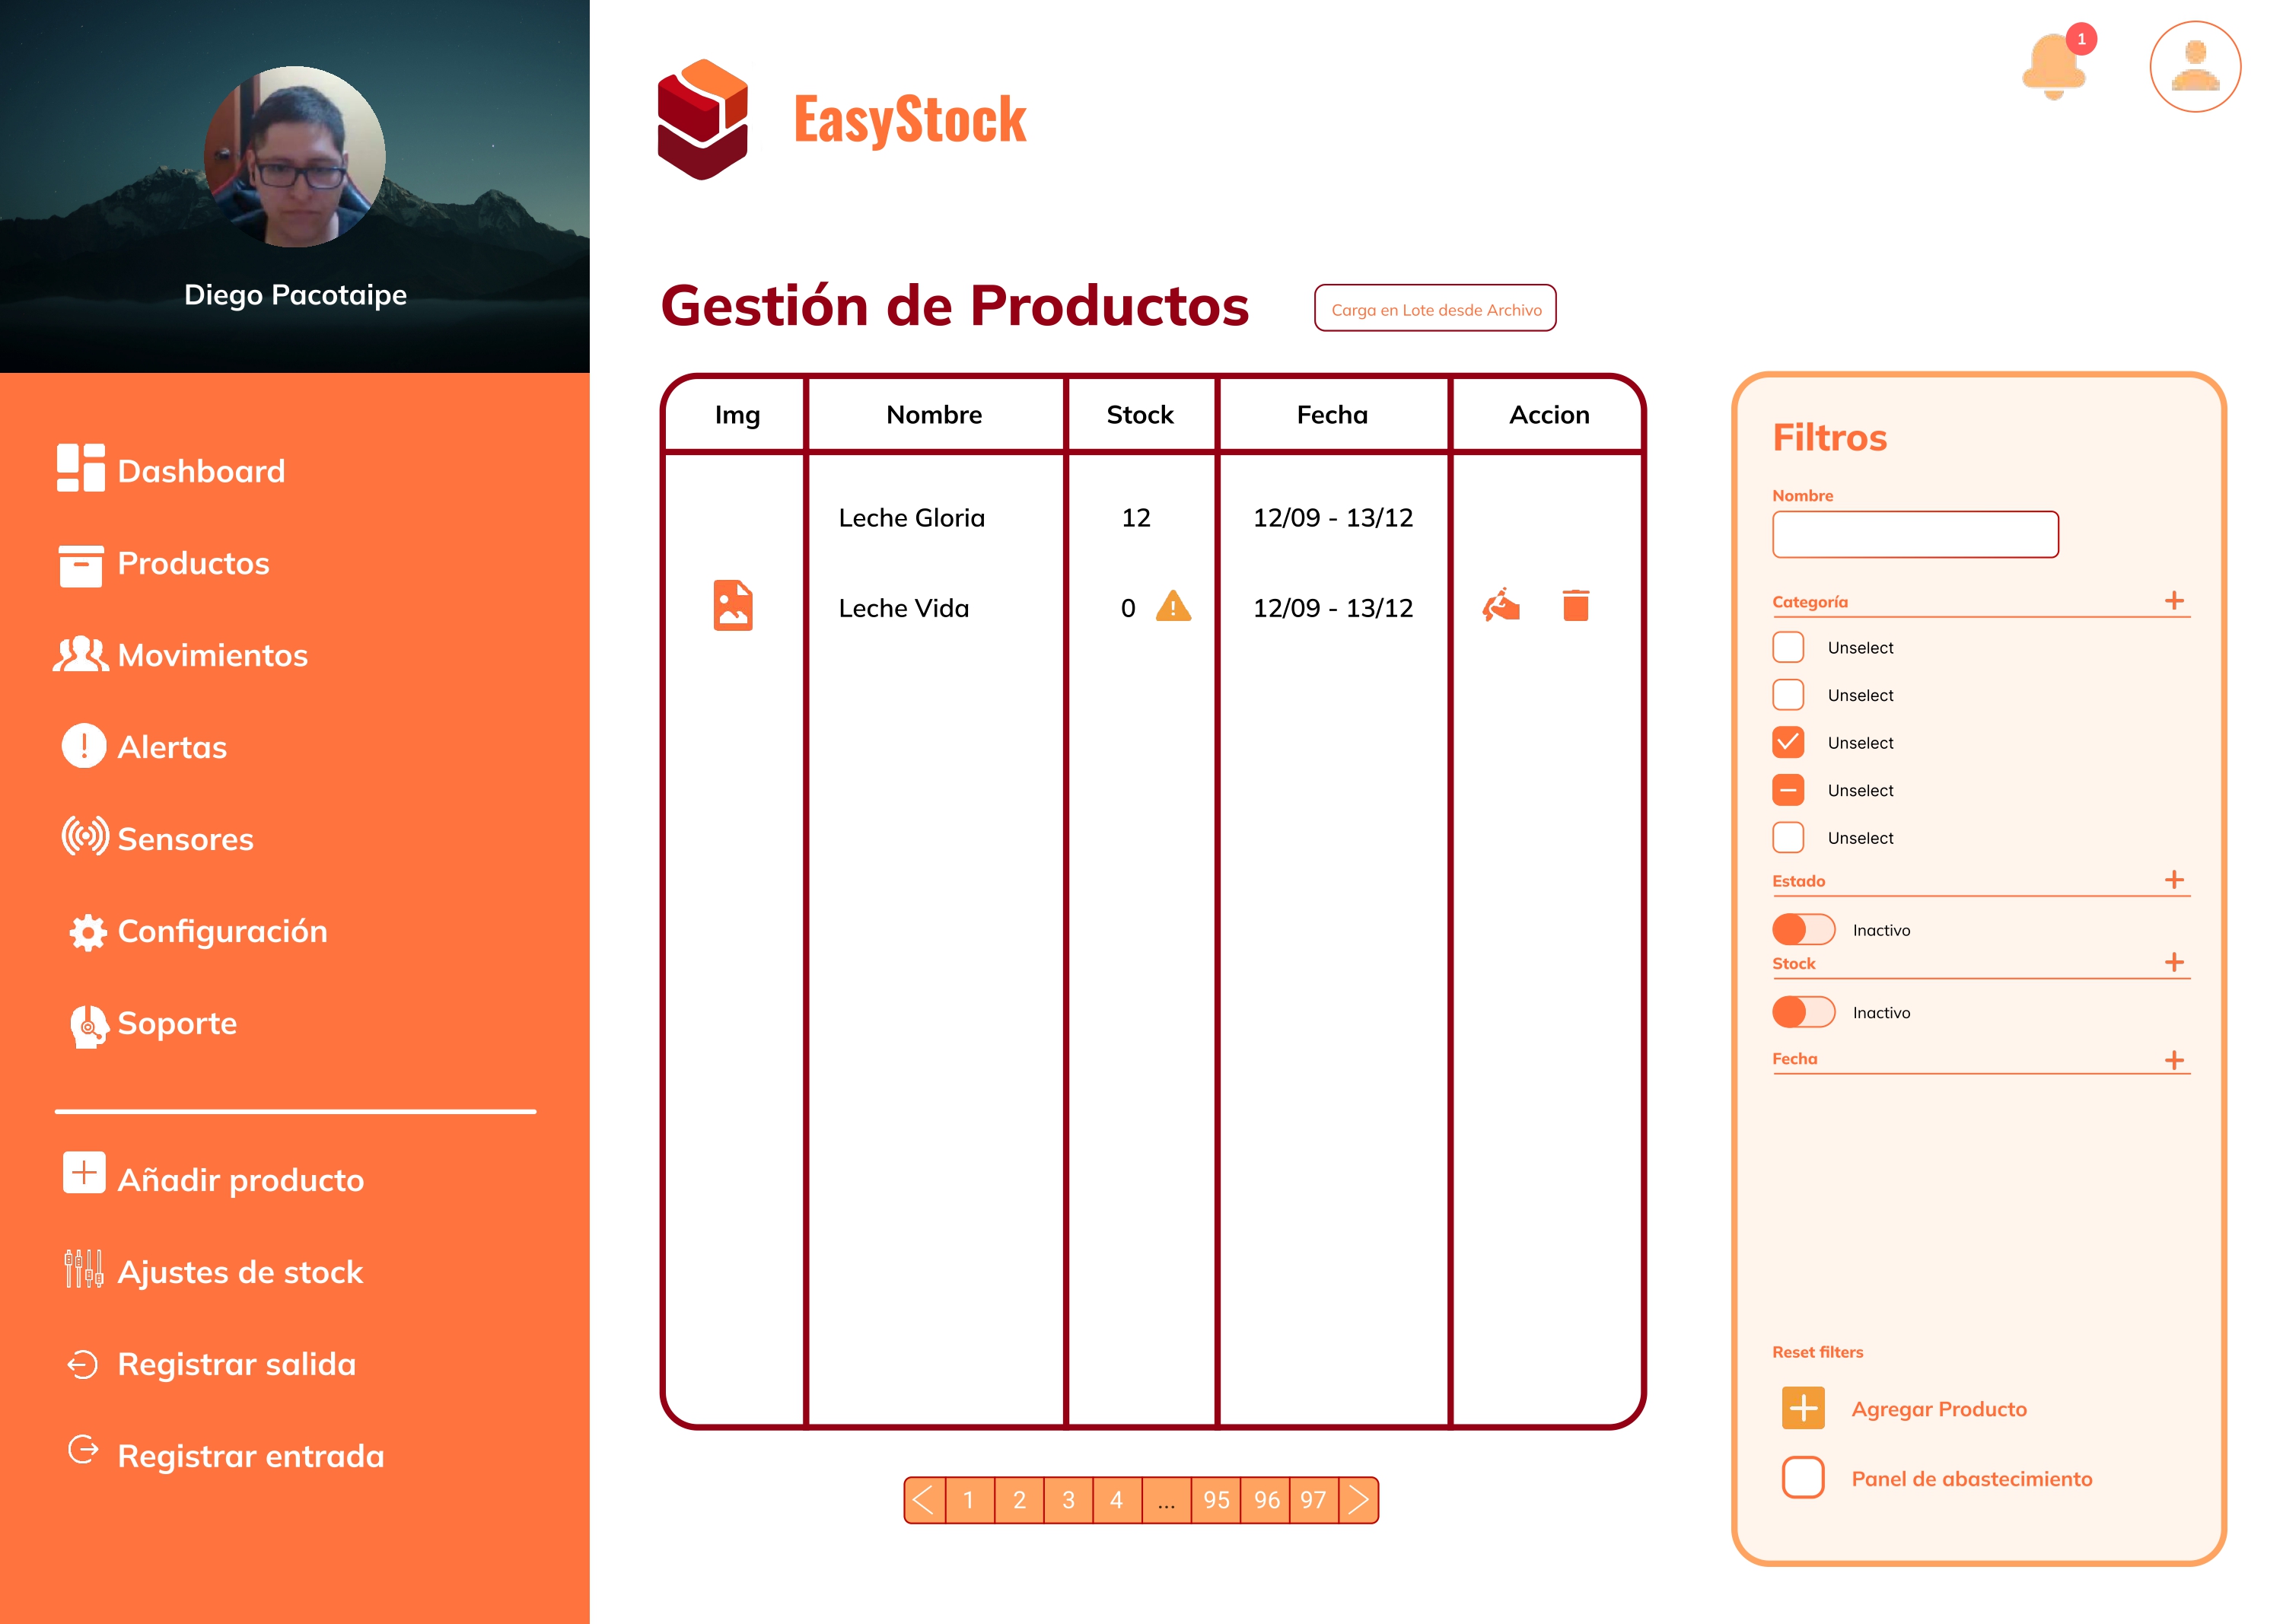 Diego Pacotaipe
Dashboard
Productos
Movimientos
Alertas
Sensores
Configuración
Soporte
Añadir producto
Ajustes de stock
Registrar salida
Registrar entrada
EasyStock
1
Gestión de Productos
Carga en Lote desde Archivo
Img Nombre Stock Fecha Accion
Leche Gloria 12 12/09 - 13/12
Leche Vida 0 12/09 - 13/12
1 2 3 4 ... 95 96 97
Filtros
Nombre
Categoría
Unselect
Unselect
Unselect
Unselect
Unselect
Estado
Inactivo
Stock
Inactivo
Fecha
Reset filters
Agregar Producto
Panel de abastecimiento